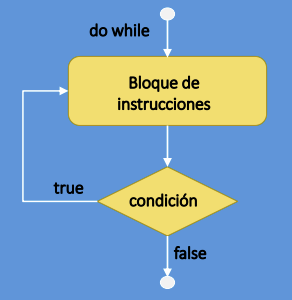 do while
Bloque de
instrucciones
true
condición
false